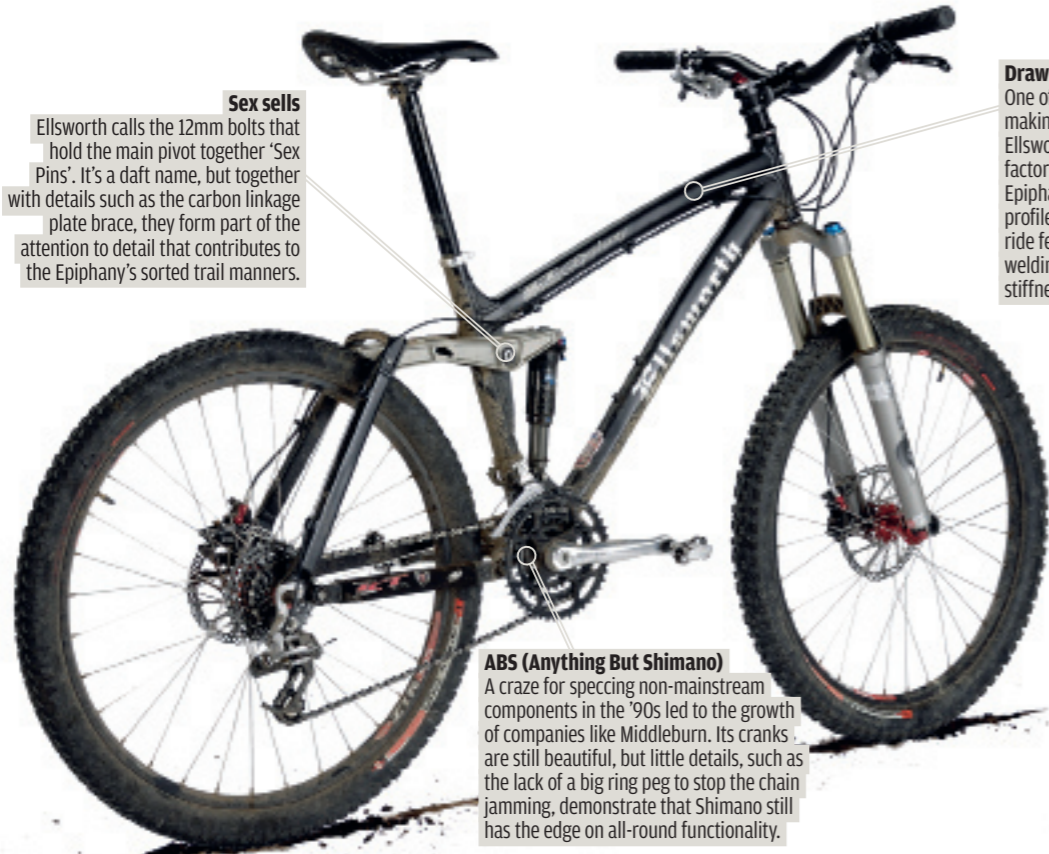 Sex sells
Ellsworth calls the 12mm bolts that
hold the main pivot together ‘Sex
Pins’. It’s a daft name, but together
with details such as the carbon linkage
plate brace, they form part of the
attention to detail that contributes to
the Epiphany’s sorted trail manners.
Draw
One of
makin
Ellswo
factor
Epipha
profile
ride fe
weldin
stiffne
Ellsworth
ABS (Anything But Shimano)
A craze for speccing non-mainstream
components in the ’90s led to the growth
of companies like Middleburn. Its cranks
are still beautiful, but little details, such as
the lack of a big ring peg to stop the chain
jamming, demonstrate that Shimano still
has the edge on all-round functionality.